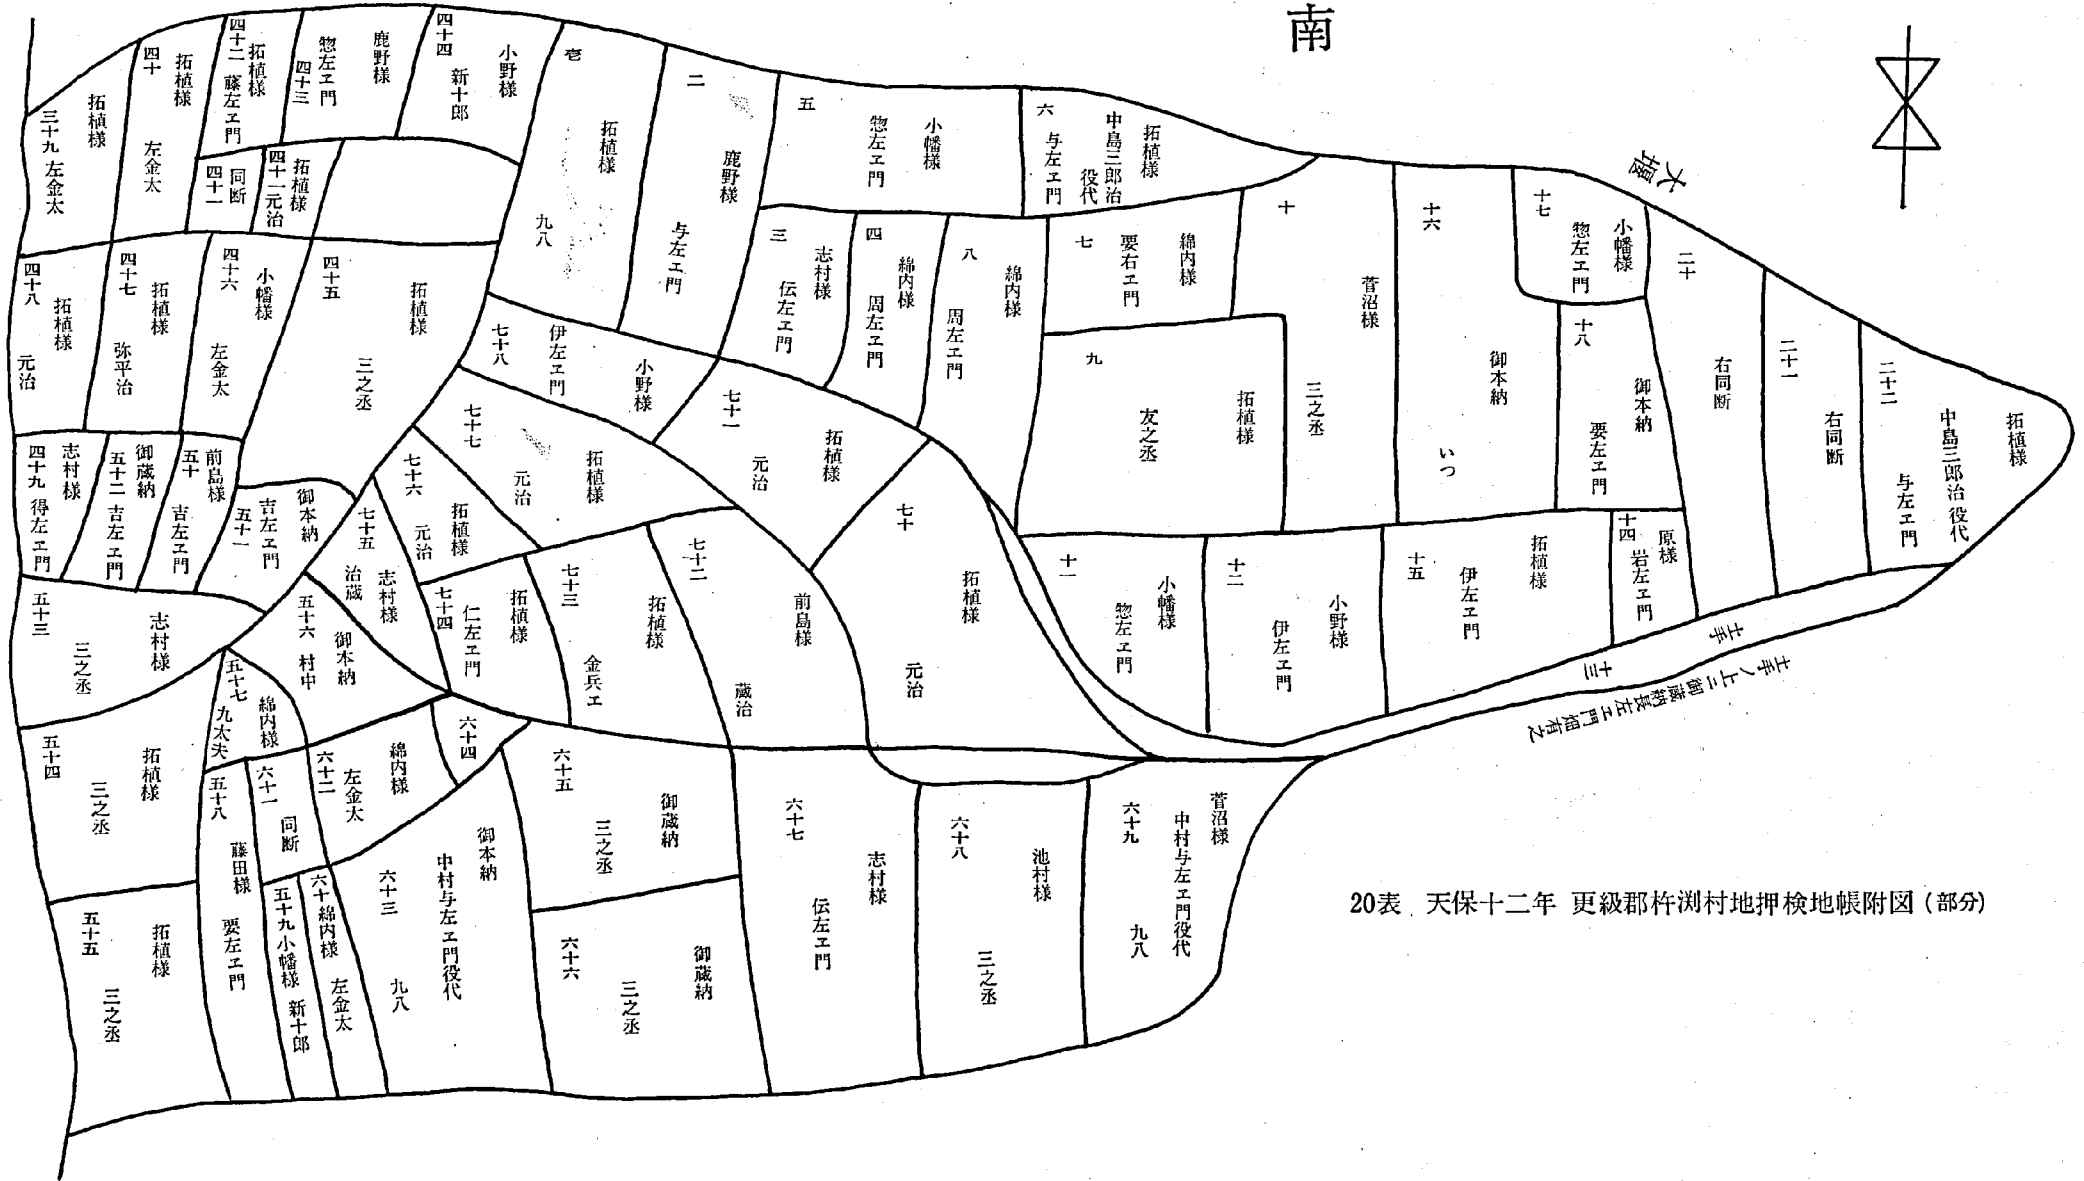 南
大堰
拓植様
三十九 左金太
四十
拓植様
左金太
四十二
拓植様
藤左ヱ門
鹿野様
惣左ヱ門
四十三
四十四
小野様
新十郎
同断
四十一
拓植様
四十一 元治
壱
拓植様
九八
二
鹿野様
与左ヱ門
五
小幡様
惣左ヱ門
六
拓植様
中島三郎治
役代
与左ヱ門
三
志村様
伝左ヱ門
四
綿内様
周左ヱ門
八
綿内様
周左ヱ門
七
綿内様
要右ヱ門
九
拓植様
友之丞
十
菅沼様
三之丞
十六
御本納
いつ
十七
小幡様
惣左ヱ門
十八
御本納
要左ヱ門
二十
右同断
二十一
右同断
二十二
拓植様
中島三郎治 役代
与左ヱ門
十一
小幡様
惣左ヱ門
十二
小野様
伊左ヱ門
十五
拓植様
伊左ヱ門
十四
原様
岩左ヱ門
土手
十三
土手ノ上ニ御蔵納長左ヱ門畑有之
四十八
拓植様
元治
四十七
拓植様
弥平治
四十六
小幡様
左金太
四十五
拓植様
三之丞
七十八
小野様
伊左ヱ門
七十七
拓植様
元治
七十一
拓植様
元治
七十
拓植様
元治
四十九
志村様
得左ヱ門
御蔵納
五十二 吉左ヱ門
五十
前島様
吉左ヱ門
御本納
吉左ヱ門
五十一
七十六
拓植様
元治
七十五
志村様
治蔵
七十四
拓植様
仁左ヱ門
七十三
拓植様
金兵ヱ
七十二
前島様
蔵治
五十三
志村様
三之丞
五十六
御本納
村中
五十四
拓植様
三之丞
五十七
綿内様
九太夫
五十五
拓植様
三之丞
五十八
藤田様
要左ヱ門
六十一
同断
五十九 小幡様 新十郎
六十 綿内様 左金太
六十二
綿内様
左金太
六十四
六十三
御本納
中村与左ヱ門役代
九八
六十五
御蔵納
三之丞
六十六
御蔵納
三之丞
六十七
志村様
伝左ヱ門
六十八
池村様
三之丞
六十九
菅沼様
中村与左ヱ門役代
九八
20表 天保十二年 更級郡杵渕村地押検地帳附図(部分)